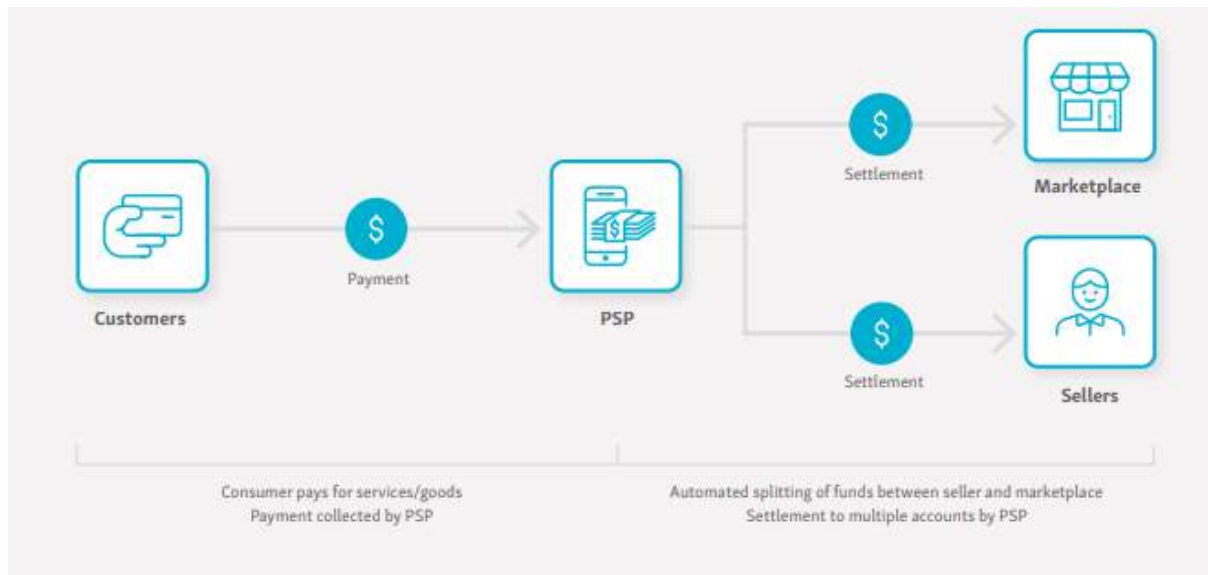 $
Settlement
Marketplace
$
Payment
Customers
PSP
$
Settlement
Sellers
Consumer pays for services/goods
Payment collected by PSP
Automated splitting of funds between seller and marketplace
Settlement to multiple accounts by PSP